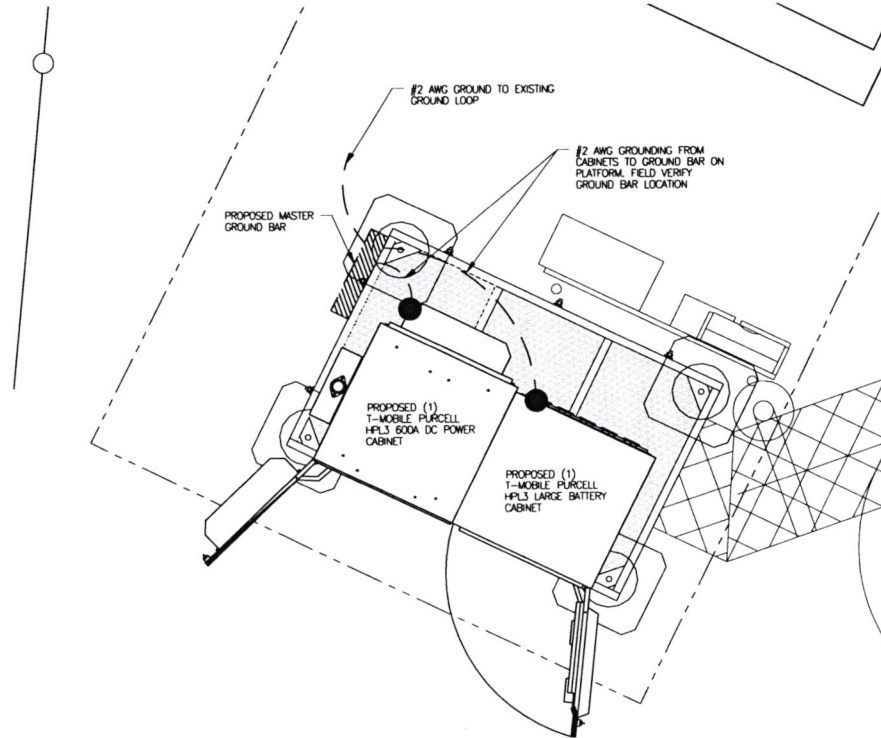 #2 AWG GROUND TO EXISTING
GROUND LOOP
#2 AWG GROUNDING FROM
CABINETS TO GROUND BAR ON
PLATFORM. FIELD VERIFY
GROUND BAR LOCATION
PROPOSED MASTER
GROUND BAR
PROPOSED (1)
T-MOBILE PURCELL
HPL3 600A DC POWER
CABINET
PROPOSED (1)
T-MOBILE PURCELL
HPL3 LARGE BATTERY
CABINET